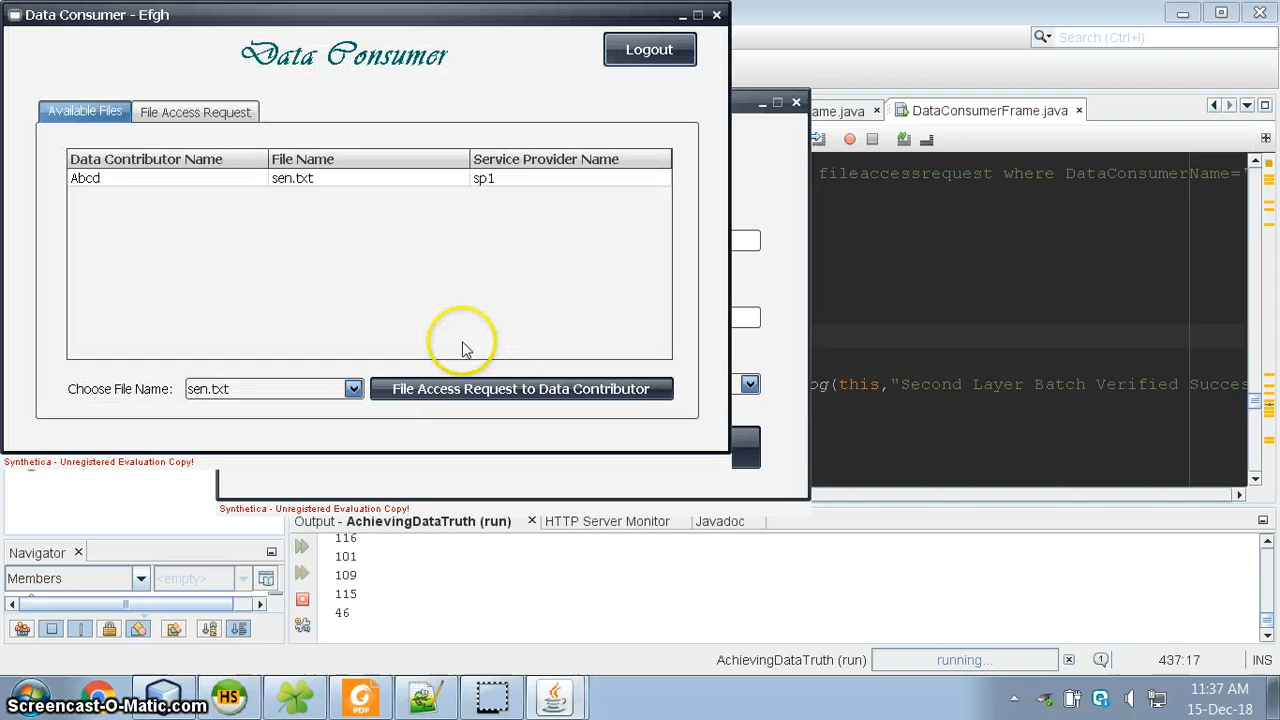 Data Consumer - Efgh
Data Consumer
Logout
Available Files
File Access Request
Data Contributor Name
File Name
Service Provider Name
Abcd
sen.txt
sp1
Choose File Name:
sen.txt
File Access Request to Data Contributor
Synthetica - Unregistered Evaluation Copy!
Synthetica - Unregistered Evaluation Copy!
Search (Ctrl+I)
ame.java
DataConsumerFrame.java
fileaccessrequest where DataConsumerName='
og(this,"Second Layer Batch Verified Succes
Output - AchievingDataTruth (run)
HTTP Server Monitor
Javadoc
116
101
109
115
46
Navigator
Members
<empty>
AchievingDataTruth (run)
running...
1
437:17
INS
HS
PDF
Screencast-O-Matic.com
11:37 AM
15-Dec-18